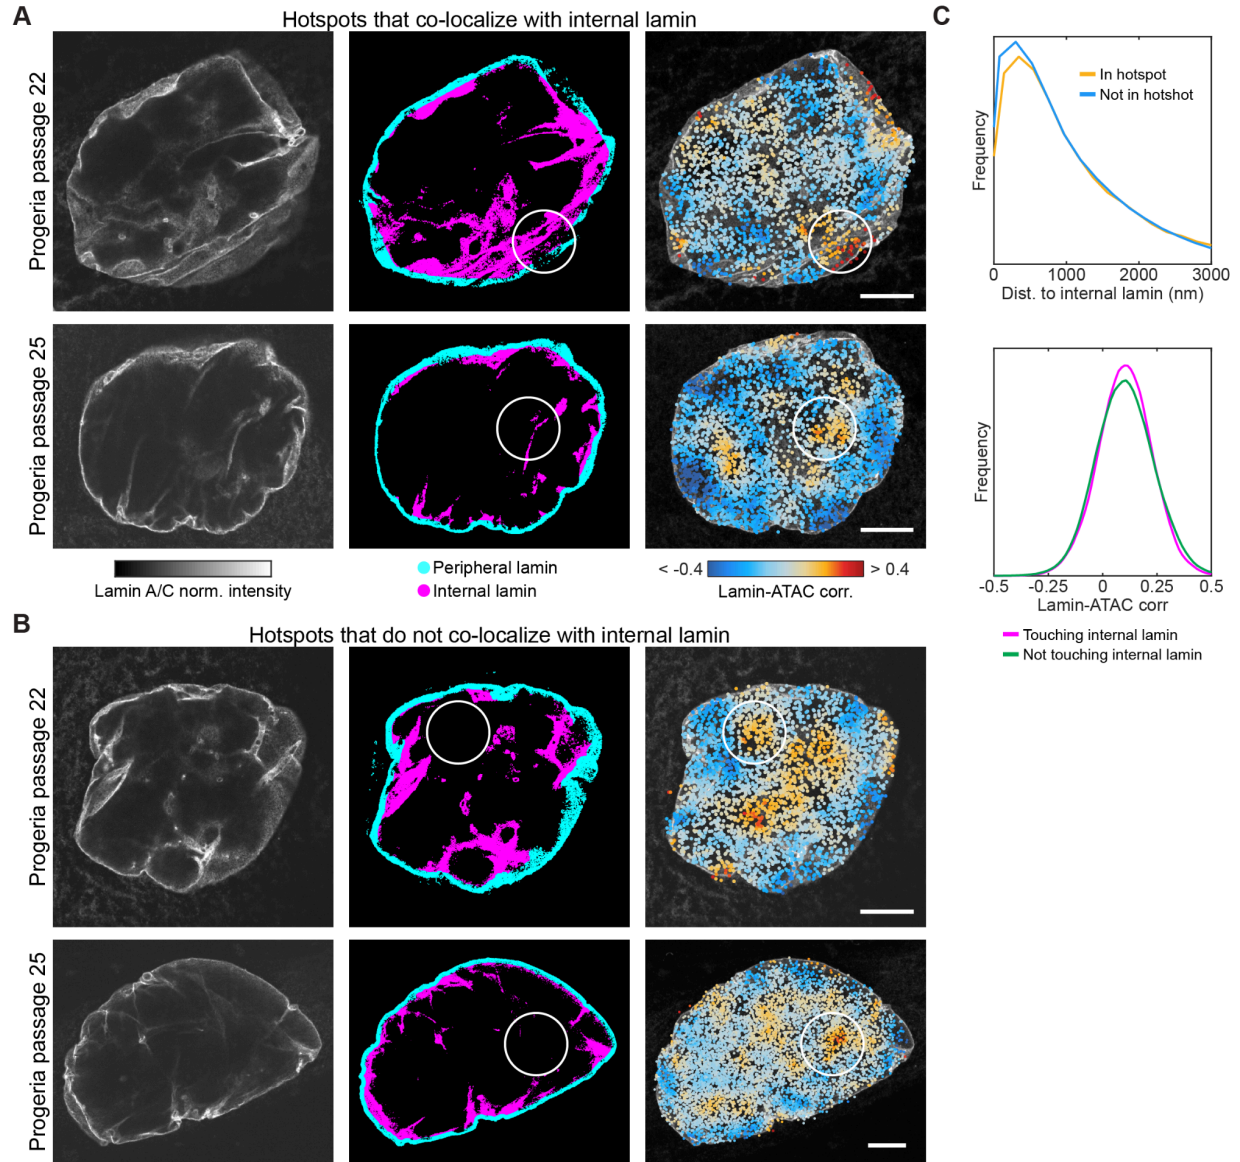 A
Hotspots that co-localize with internal lamin
Progeria passage 22
Progeria passage 25
Lamin A/C norm. intensity
Peripheral lamin
Internal lamin
< -0.4
> 0.4
Lamin-ATAC corr.
B
Hotspots that do not co-localize with internal lamin
Progeria passage 22
Progeria passage 25
C
Frequency
In hotspot
Not in hotshot
0 1000 2000 3000
Dist. to internal lamin (nm)
Frequency
-0.5 -0.25 0 0.25 0.5
Lamin-ATAC corr
Touching internal lamin
Not touching internal lamin